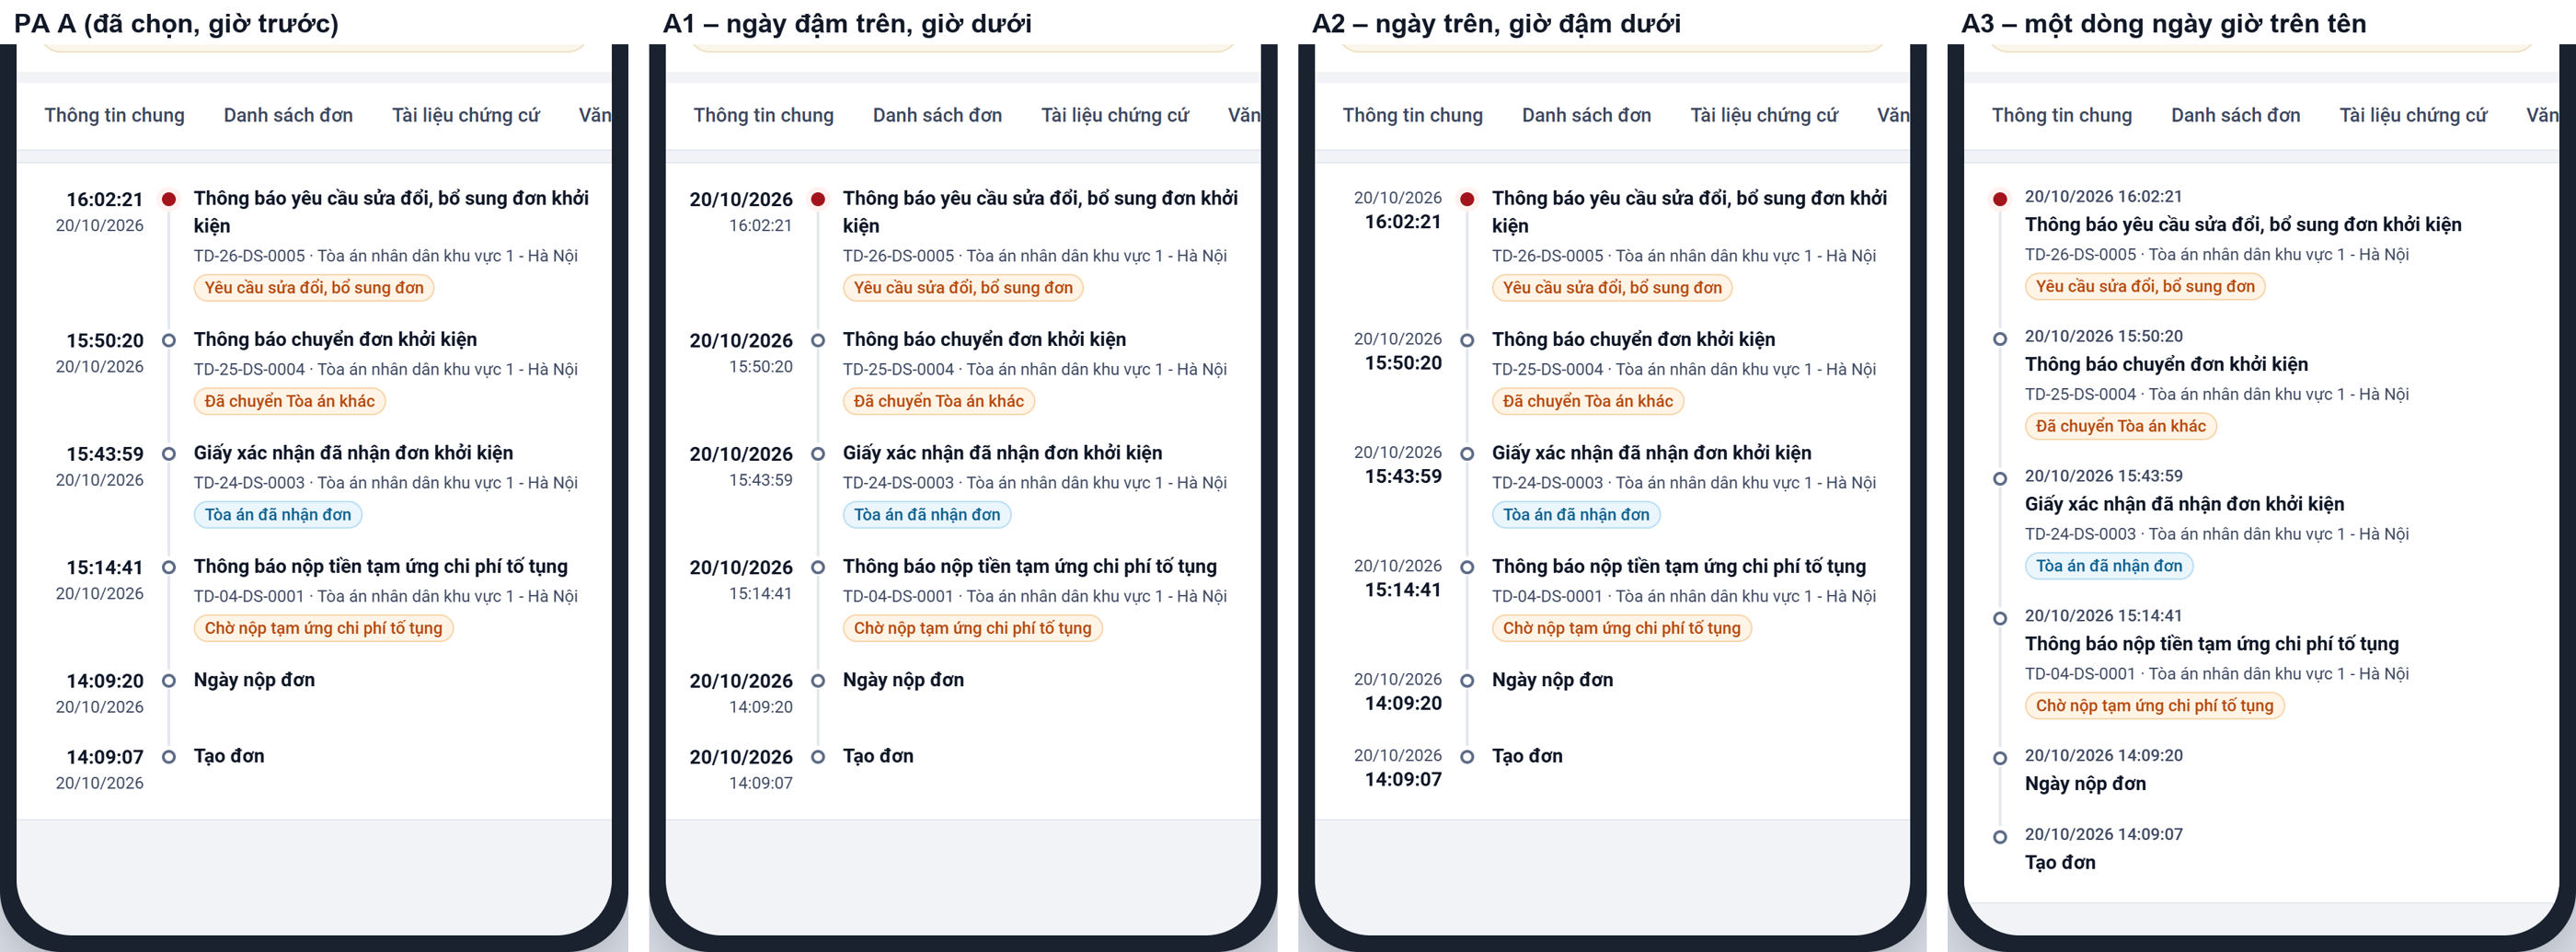 PA A (đã chọn, giờ trước)
Thông tin chung Danh sách đơn Tài liệu chứng cứ Văn
16:02:21
20/10/2026
Thông báo yêu cầu sửa đổi, bổ sung đơn khởi
kiện
TD-26-DS-0005 · Tòa án nhân dân khu vực 1 - Hà Nội
Yêu cầu sửa đổi, bổ sung đơn
15:50:20
20/10/2026
Thông báo chuyển đơn khởi kiện
TD-25-DS-0004 · Tòa án nhân dân khu vực 1 - Hà Nội
Đã chuyển Tòa án khác
15:43:59
20/10/2026
Giấy xác nhận đã nhận đơn khởi kiện
TD-24-DS-0003 · Tòa án nhân dân khu vực 1 - Hà Nội
Tòa án đã nhận đơn
15:14:41
20/10/2026
Thông báo nộp tiền tạm ứng chi phí tố tụng
TD-04-DS-0001 · Tòa án nhân dân khu vực 1 - Hà Nội
Chờ nộp tạm ứng chi phí tố tụng
14:09:20
20/10/2026
Ngày nộp đơn
14:09:07
20/10/2026
Tạo đơn
A1 – ngày đậm trên, giờ dưới
Thông tin chung Danh sách đơn Tài liệu chứng cứ Văn
20/10/2026
16:02:21
Thông báo yêu cầu sửa đổi, bổ sung đơn khởi
kiện
TD-26-DS-0005 · Tòa án nhân dân khu vực 1 - Hà Nội
Yêu cầu sửa đổi, bổ sung đơn
20/10/2026
15:50:20
Thông báo chuyển đơn khởi kiện
TD-25-DS-0004 · Tòa án nhân dân khu vực 1 - Hà Nội
Đã chuyển Tòa án khác
20/10/2026
15:43:59
Giấy xác nhận đã nhận đơn khởi kiện
TD-24-DS-0003 · Tòa án nhân dân khu vực 1 - Hà Nội
Tòa án đã nhận đơn
20/10/2026
15:14:41
Thông báo nộp tiền tạm ứng chi phí tố tụng
TD-04-DS-0001 · Tòa án nhân dân khu vực 1 - Hà Nội
Chờ nộp tạm ứng chi phí tố tụng
20/10/2026
14:09:20
Ngày nộp đơn
20/10/2026
14:09:07
Tạo đơn
A2 – ngày trên, giờ đậm dưới
Thông tin chung Danh sách đơn Tài liệu chứng cứ Văn
20/10/2026
16:02:21
Thông báo yêu cầu sửa đổi, bổ sung đơn khởi
kiện
TD-26-DS-0005 · Tòa án nhân dân khu vực 1 - Hà Nội
Yêu cầu sửa đổi, bổ sung đơn
20/10/2026
15:50:20
Thông báo chuyển đơn khởi kiện
TD-25-DS-0004 · Tòa án nhân dân khu vực 1 - Hà Nội
Đã chuyển Tòa án khác
20/10/2026
15:43:59
Giấy xác nhận đã nhận đơn khởi kiện
TD-24-DS-0003 · Tòa án nhân dân khu vực 1 - Hà Nội
Tòa án đã nhận đơn
20/10/2026
15:14:41
Thông báo nộp tiền tạm ứng chi phí tố tụng
TD-04-DS-0001 · Tòa án nhân dân khu vực 1 - Hà Nội
Chờ nộp tạm ứng chi phí tố tụng
20/10/2026
14:09:20
Ngày nộp đơn
20/10/2026
14:09:07
Tạo đơn
A3 – một dòng ngày giờ trên tên
Thông tin chung Danh sách đơn Tài liệu chứng cứ Văn
20/10/2026 16:02:21
Thông báo yêu cầu sửa đổi, bổ sung đơn khởi kiện
TD-26-DS-0005 · Tòa án nhân dân khu vực 1 - Hà Nội
Yêu cầu sửa đổi, bổ sung đơn
20/10/2026 15:50:20
Thông báo chuyển đơn khởi kiện
TD-25-DS-0004 · Tòa án nhân dân khu vực 1 - Hà Nội
Đã chuyển Tòa án khác
20/10/2026 15:43:59
Giấy xác nhận đã nhận đơn khởi kiện
TD-24-DS-0003 · Tòa án nhân dân khu vực 1 - Hà Nội
Tòa án đã nhận đơn
20/10/2026 15:14:41
Thông báo nộp tiền tạm ứng chi phí tố tụng
TD-04-DS-0001 · Tòa án nhân dân khu vực 1 - Hà Nội
Chờ nộp tạm ứng chi phí tố tụng
20/10/2026 14:09:20
Ngày nộp đơn
20/10/2026 14:09:07
Tạo đơn